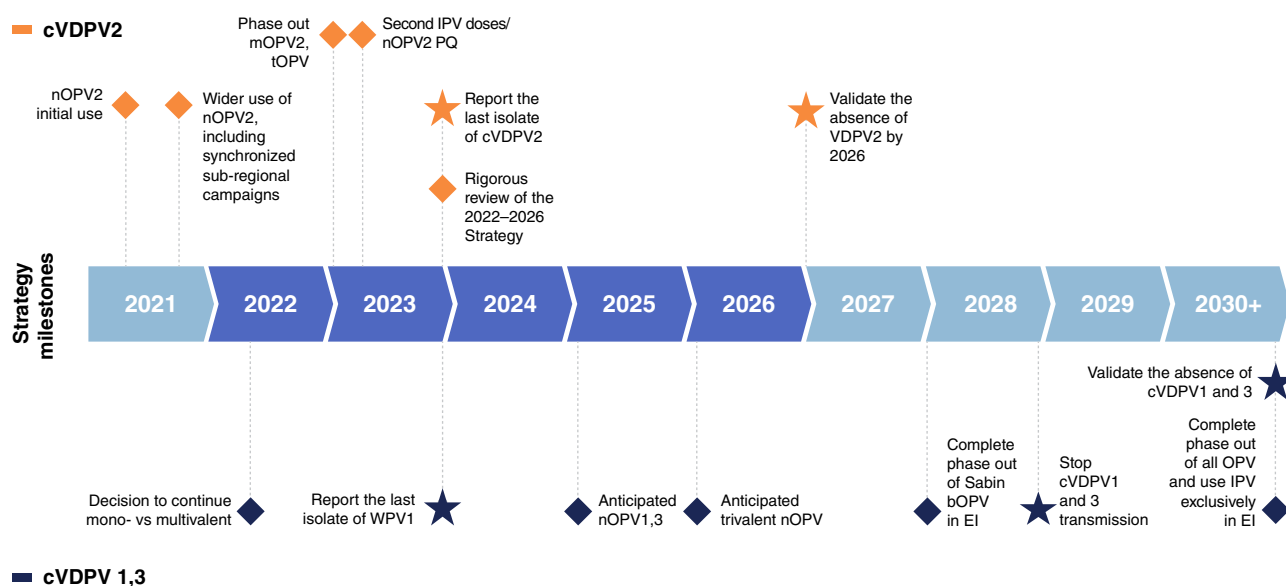 cVDPV2
Phase out
mOPV2,
tOPV
Second IPV doses/
nOPV2 PQ
nOPV2
initial use
Wider use of
nOPV2,
including
synchronized
sub-regional
campaigns
Report the
last isolate
of cVDPV2
Rigorous
review of the
2022–2026
Strategy
Validate the
absence of
VDPV2 by
2026
Strategy
milestones
2021
2022
2023
2024
2025
2026
2027
2028
2029
2030+
Decision to continue
mono- vs multivalent
Report the last
isolate of WPV1
Anticipated
nOPV1,3
Anticipated
trivalent nOPV
Complete
phase out
of Sabin
bOPV
in EI
Stop
cVDPV1
and 3
transmission
Validate the absence of
cVDPV1 and 3
Complete
phase out
of all OPV
and use IPV
exclusively
in EI
cVDPV 1,3